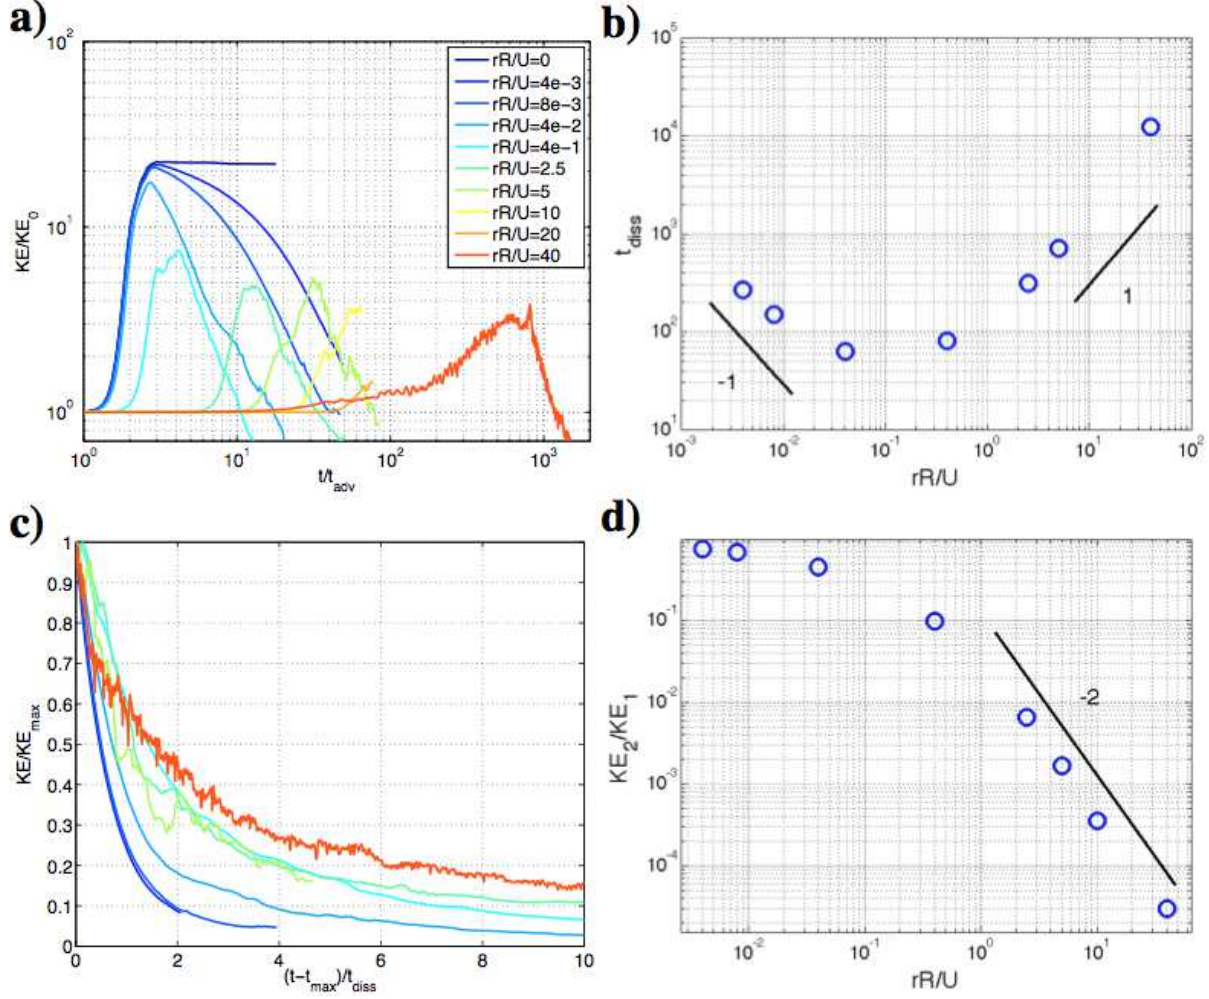 a)
KE/KE0
10^2
10^1
10^0
10^0 10^1 10^2 10^3
t/tadv
rR/U=0
rR/U=4e−3
rR/U=8e−3
rR/U=4e−2
rR/U=4e−1
rR/U=2.5
rR/U=5
rR/U=10
rR/U=20
rR/U=40
b)
tdiss
10^5
10^4
10^3
10^2
10^1
10^-3 10^-2 10^-1 10^0 10^1 10^2
rR/U
-1
1
c)
KE/KEmax
1
0.9
0.8
0.7
0.6
0.5
0.4
0.3
0.2
0.1
0
0 2 4 6 8 10
(t−tmax)/tdiss
d)
KE2/KE1
10^-1
10^-2
10^-3
10^-4
10^-2 10^-1 10^0 10^1
rR/U
-2